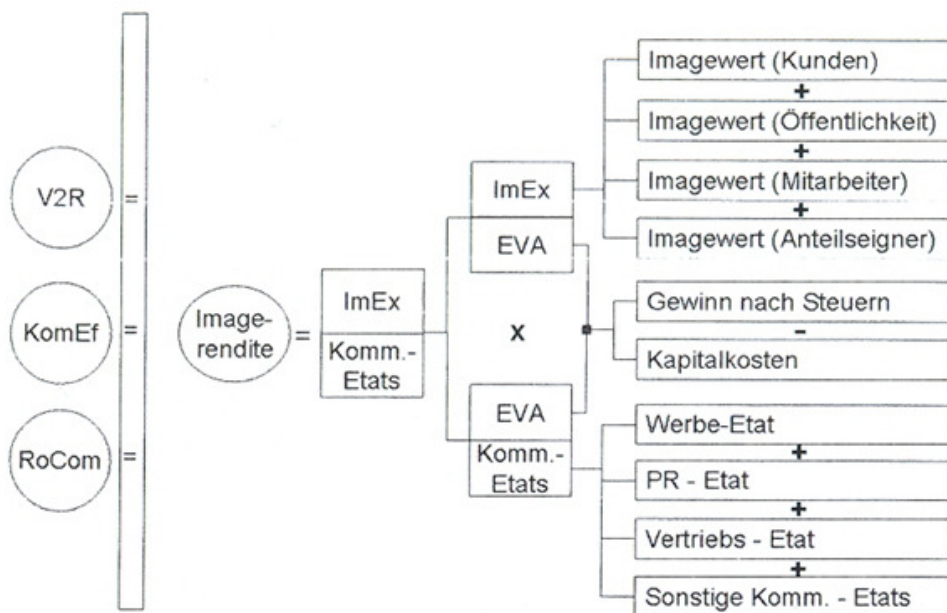 V2R
=
KomEf
=
RoCom
=
Image-
rendite
=
ImEx
Komm.-
Etats
ImEx
EVA
x
EVA
Komm.-
Etats
Imagewert (Kunden)
+
Imagewert (Öffentlichkeit)
+
Imagewert (Mitarbeiter)
+
Imagewert (Anteilseigner)
Gewinn nach Steuern
-
Kapitalkosten
Werbe-Etat
+
PR - Etat
+
Vertriebs - Etat
+
Sonstige Komm. - Etats